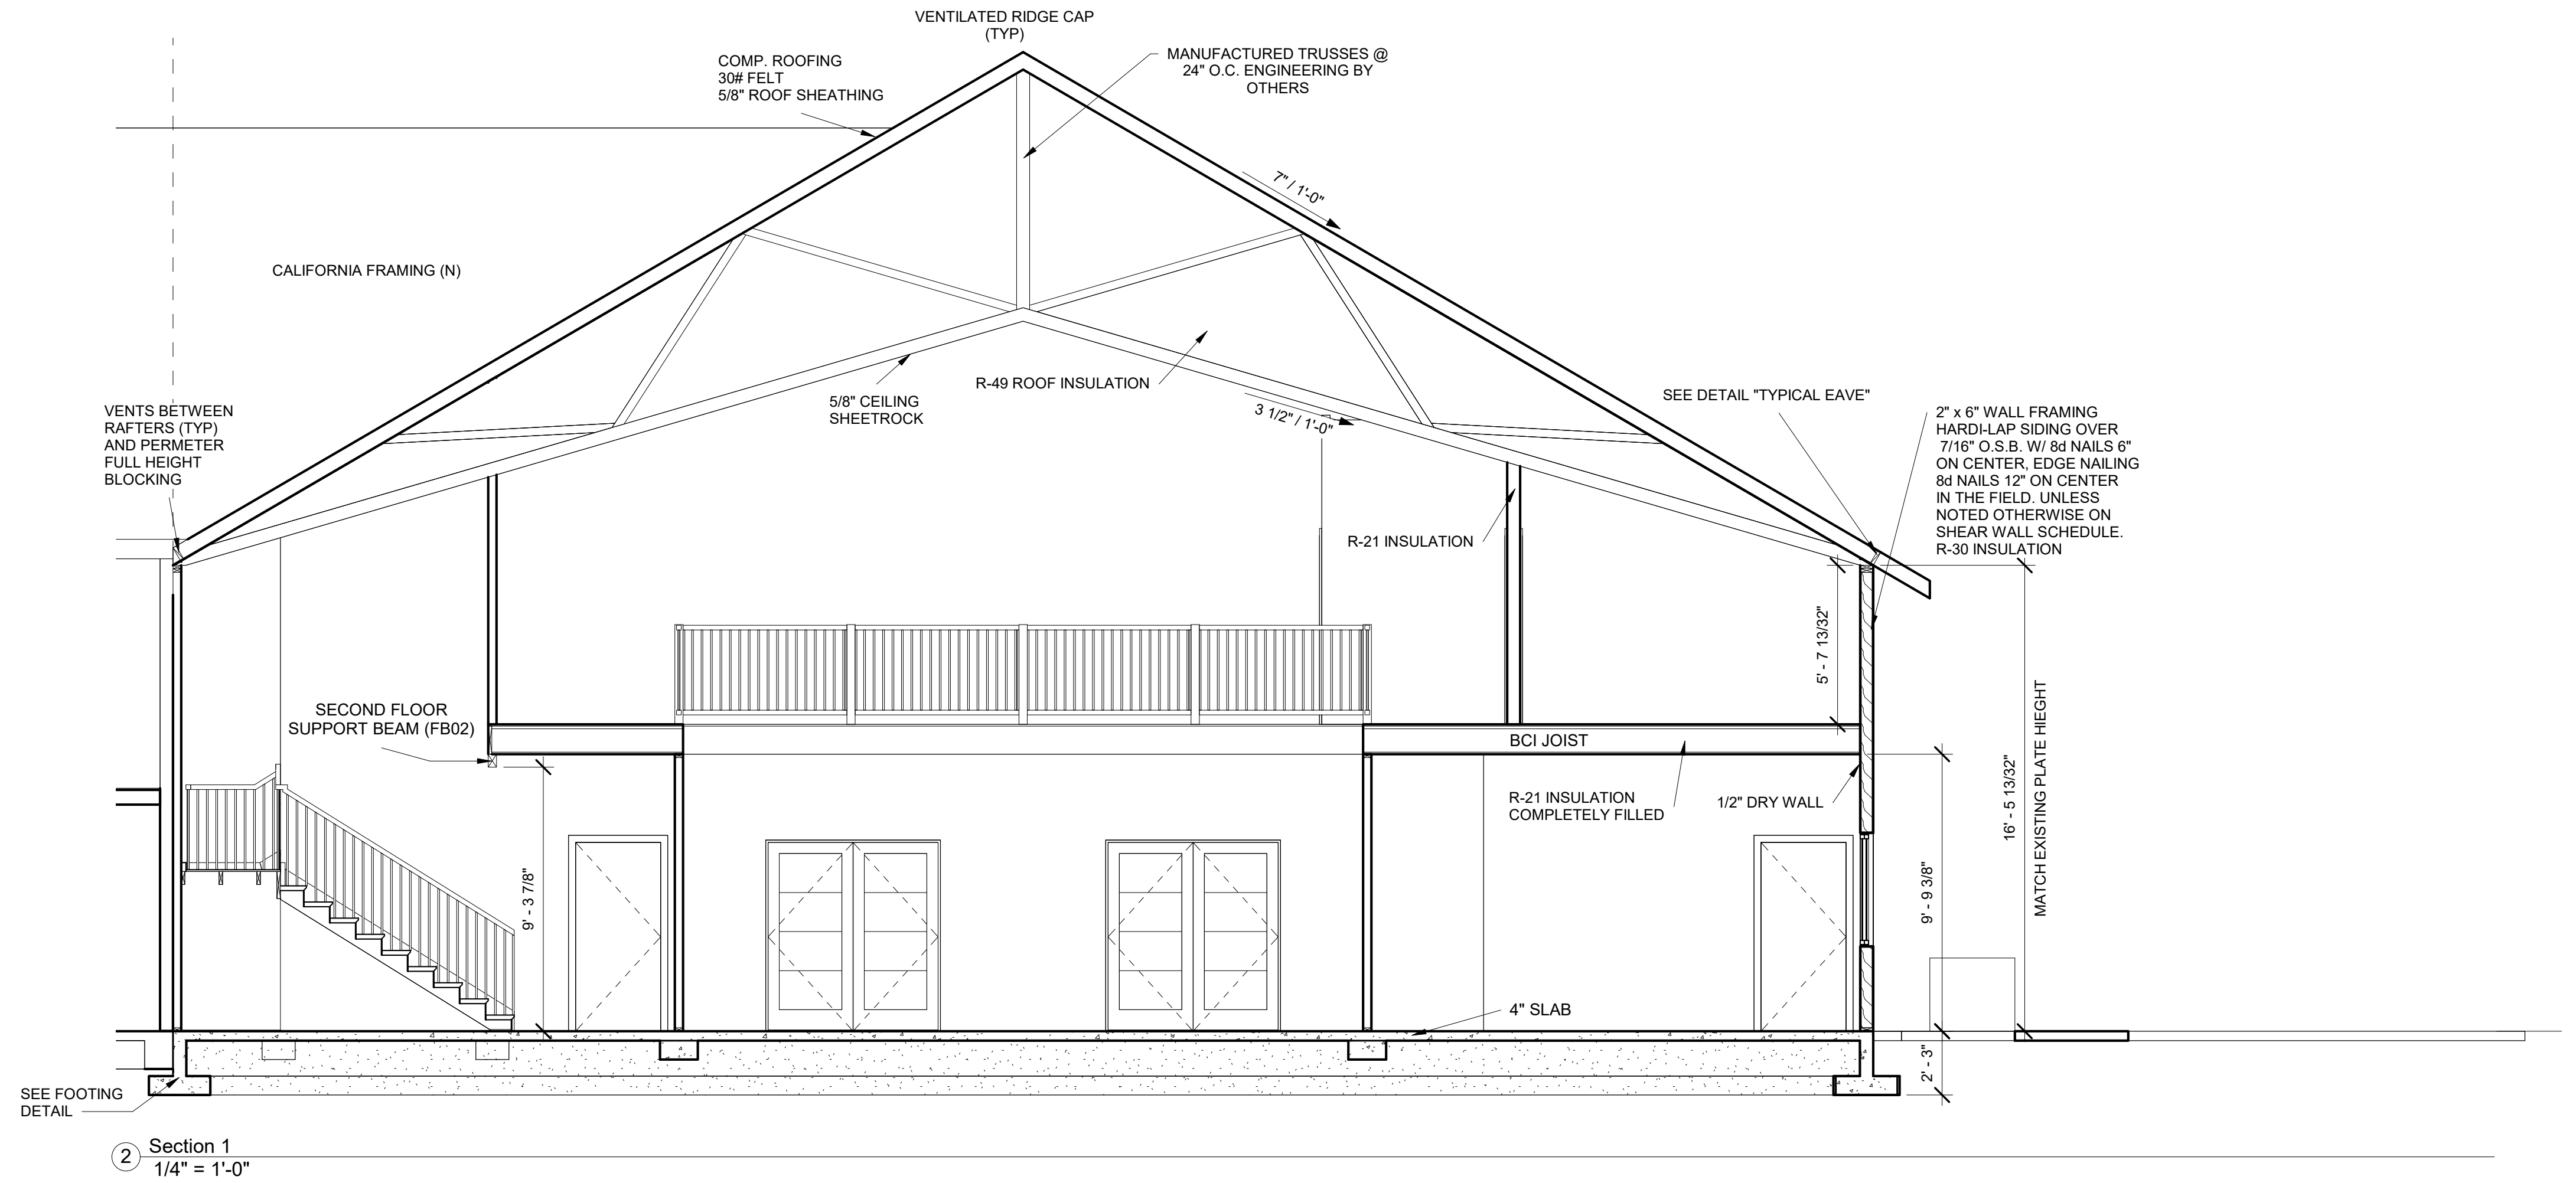 VENTILATED RIDGE CAP
(TYP)
COMP. ROOFING
30# FELT
5/8" ROOF SHEATHING
MANUFACTURED TRUSSES @
24" O.C. ENGINEERING BY
OTHERS
7" / 1'-0"
CALIFORNIA FRAMING (N)
R-49 ROOF INSULATION
5/8" CEILING
SHEETROCK
3 1/2" / 1'-0"
SEE DETAIL "TYPICAL EAVE"
VENTS BETWEEN
RAFTERS (TYP)
AND PERMETER
FULL HEIGHT
BLOCKING
2" x 6" WALL FRAMING
HARDI-LAP SIDING OVER
7/16" O.S.B. W/ 8d NAILS 6"
ON CENTER, EDGE NAILING
8d NAILS 12" ON CENTER
IN THE FIELD. UNLESS
NOTED OTHERWISE ON
SHEAR WALL SCHEDULE.
R-30 INSULATION
R-21 INSULATION
5' - 7 13/32"
SECOND FLOOR
SUPPORT BEAM (FB02)
BCI JOIST
R-21 INSULATION
COMPLETELY FILLED
1/2" DRY WALL
16' - 5 13/32"
MATCH EXISTING PLATE HIEGHT
9' - 3 7/8"
9' - 9 3/8"
4" SLAB
2' - 3"
SEE FOOTING
DETAIL
2
Section 1
1/4" = 1'-0"